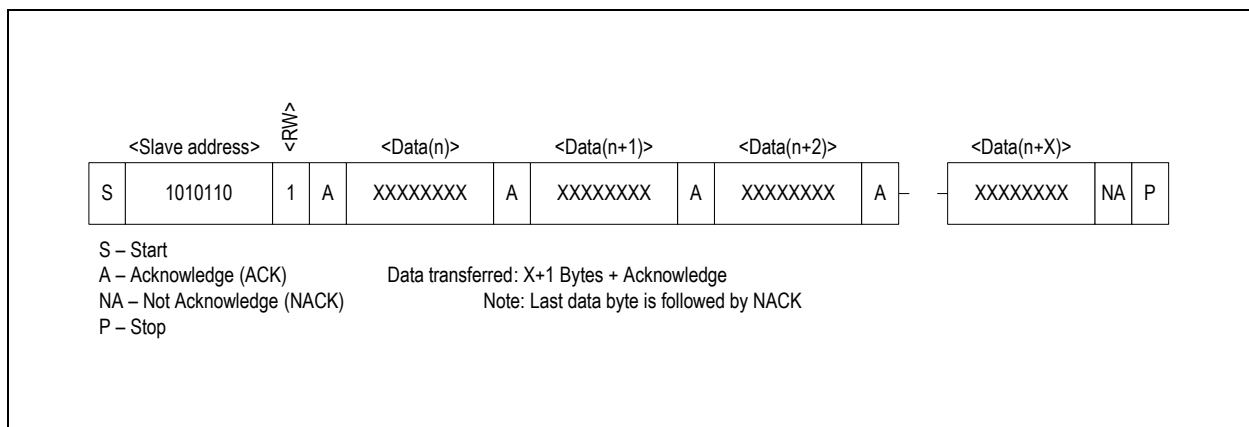 <RW>
<Slave address> <Data(n)> <Data(n+1)> <Data(n+2)> <Data(n+X)>
S 1010110 1 A XXXXXXXX A XXXXXXXX A XXXXXXXX A XXXXXXXX NA P
S – Start
A – Acknowledge (ACK) Data transferred: X+1 Bytes + Acknowledge
NA – Not Acknowledge (NACK) Note: Last data byte is followed by NACK
P – Stop